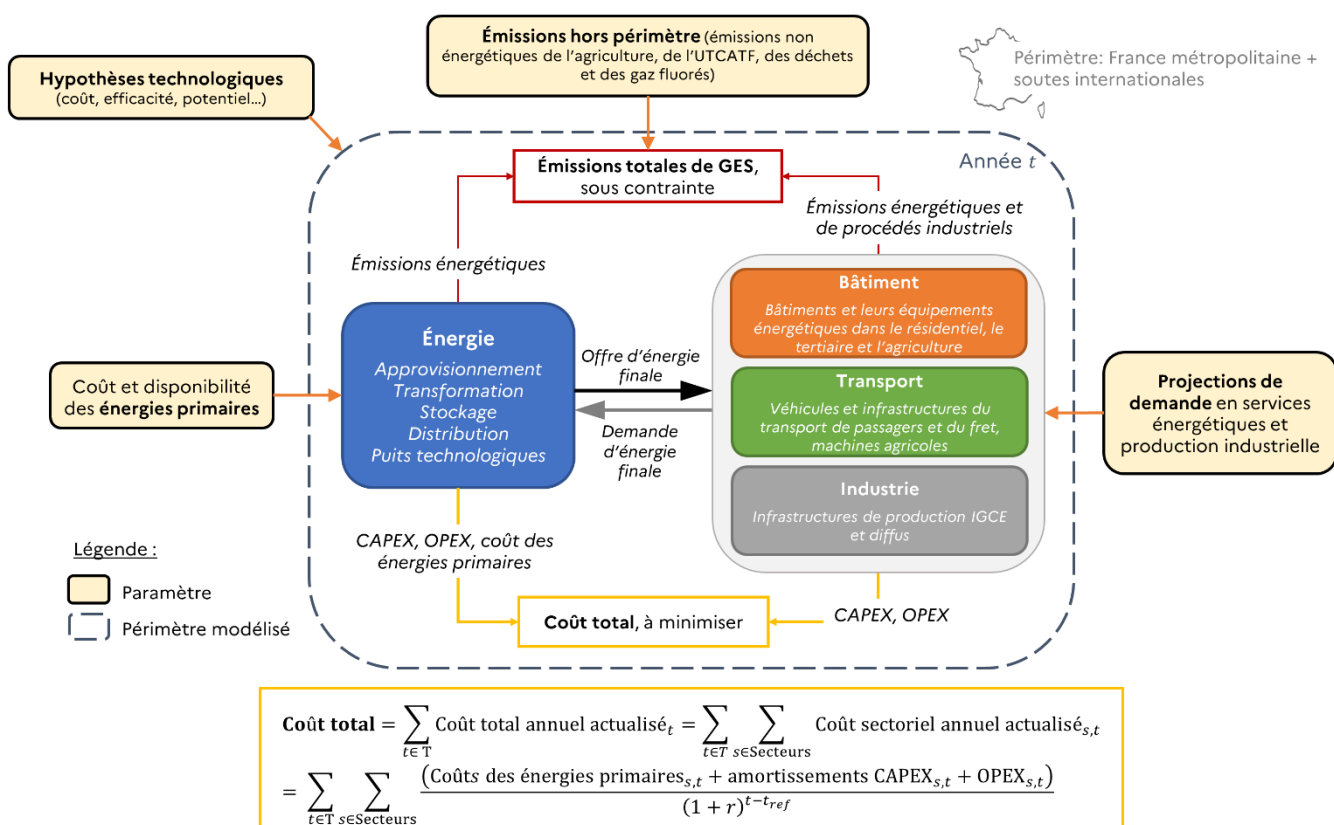 Émissions hors périmètre (émissions non
énergétiques de l'agriculture, de l'UTCATF, des déchets
et des gaz fluorés)
Périmètre: France métropolitaine +
soutes internationales
Hypothèses technologiques
(coût, efficacité, potentiel...)
Année t
Émissions totales de GES,
sous contrainte
Émissions énergétiques et
de procédés industriels
Émissions énergétiques
Bâtiment
Bâtiments et leurs équipements
énergétiques dans le résidentiel, le
tertiaire et l'agriculture
Énergie
Approvisionnement
Transformation
Stockage
Distribution
Puits technologiques
Offre d'énergie
finale
Demande
d'énergie
finale
Transport
Véhicules et infrastructures du
transport de passagers et du fret,
machines agricoles
Coût et disponibilité
des énergies primaires
Projections de
demande en services
énergétiques et
production industrielle
Industrie
Infrastructures de production IGCE
et diffus
CAPEX, OPEX, coût des
énergies primaires
Légende :
Paramètre
Périmètre modélisé
Coût total, à minimiser
CAPEX, OPEX
Coût total = ∑_{t∈T} Coût total annuel actualisé_t = ∑_{t∈T} ∑_{s∈Secteurs} Coût sectoriel annuel actualisé_{s,t}
= ∑_{t∈T} ∑_{s∈Secteurs} (Coûts des énergies primaires_{s,t} + amortissements CAPEX_{s,t} + OPEX_{s,t}) / (1 + r)^{t−t_{ref}}